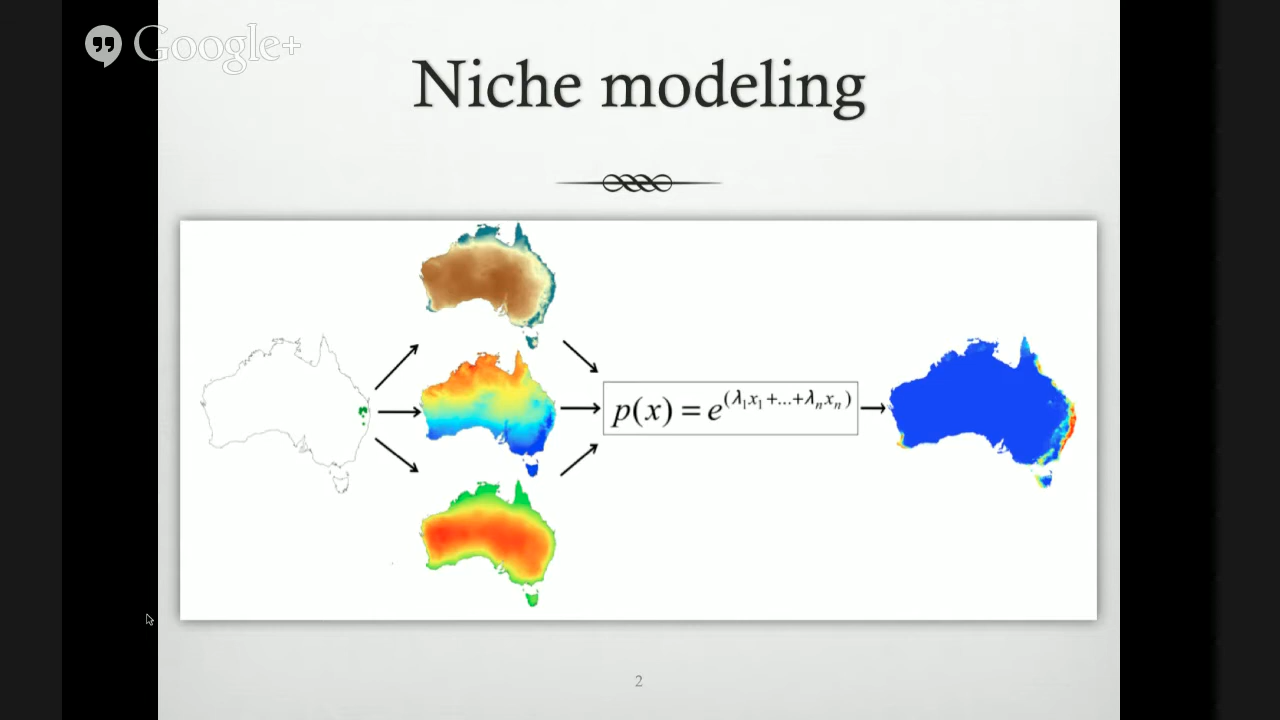 Google+
Niche modeling
p(x) = e^(λ₁x₁+...+λₙxₙ)
2